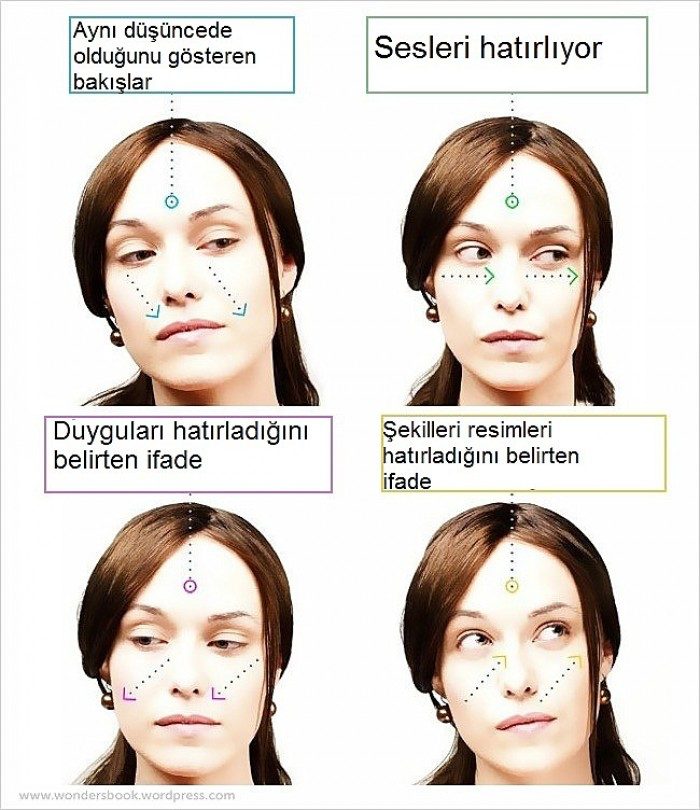 Aynı düşüncede
olduğunu gösteren
bakışlar
Sesleri hatırlıyor
Duyguları hatırladığını
belirten ifade
Şekilleri resimleri
hatırladığını belirten
ifade
www.wondersbook.wordpress.com